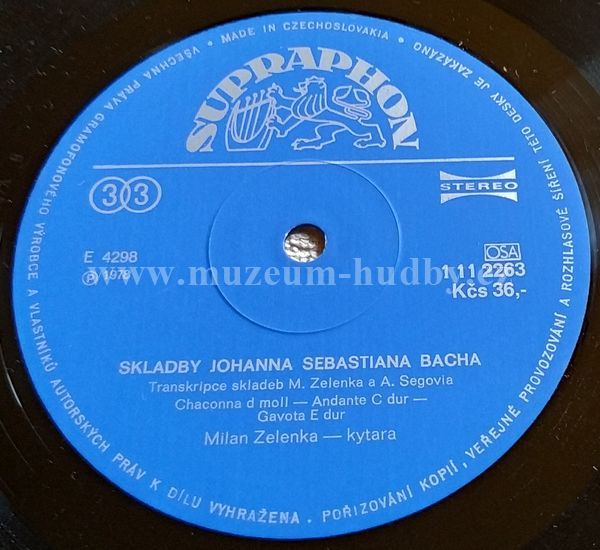 • VŠECHNA PRÁVA GRAMOFONOVÉHO VÝROBCE A VLASTNÍKŮ AUTORSKÝCH PRÁV K DÍLU VYHRAŽENA. POŘIZOVÁNÍ KOPIÍ, VEŘEJNÉ PROVOZOVÁNÍ A ROZHLASOVÉ ŠÍŘENÍ TÉTO DESKY JE ZAKÁZÁNO • MADE IN CZECHOSLOVAKIA
SUPRAPHON
33
STEREO
E 4298
OSA
Ⓟ 1978
1 11 2263
www.muzeum-hudby.cz
Kčs 36,-
SKLADBY JOHANNA SEBASTIANA BACHA
Transkripce skladeb M. Zelenka a A. Segovia
Chaconna d moll — Andante C dur —
Gavota E dur
Milan Zelenka — kytara